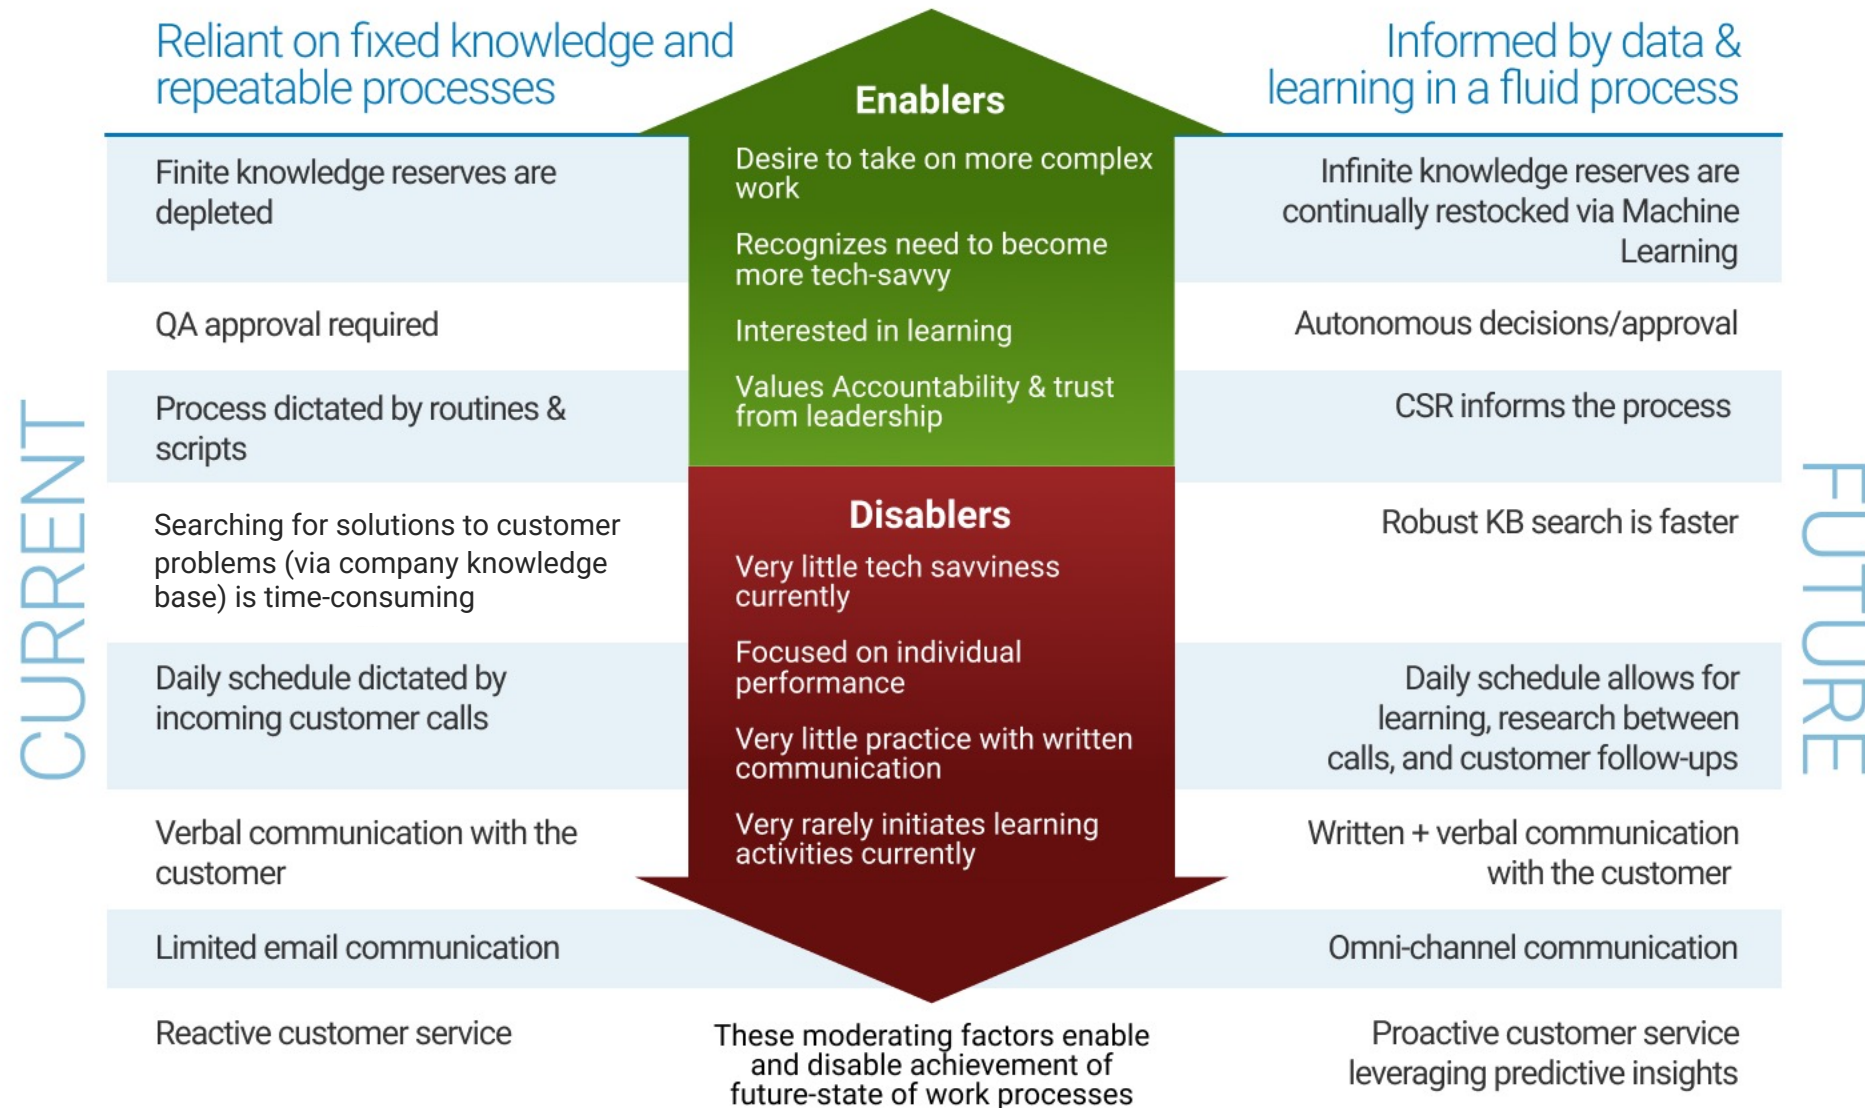 Reliant on fixed knowledge and
repeatable processes
Informed by data &
learning in a fluid process
CURRENT
Finite knowledge reserves are
depleted
QA approval required
Process dictated by routines &
scripts
Searching for solutions to customer
problems (via company knowledge
base) is time-consuming
Daily schedule dictated by
incoming customer calls
Verbal communication with the
customer
Limited email communication
Reactive customer service
Enablers
Desire to take on more complex
work
Recognizes need to become
more tech-savvy
Interested in learning
Values Accountability & trust
from leadership
Disablers
Very little tech savviness
currently
Focused on individual
performance
Very little practice with written
communication
Very rarely initiates learning
activities currently
These moderating factors enable
and disable achievement of
future-state of work processes
Infinite knowledge reserves are
continually restocked via Machine
Learning
Autonomous decisions/approval
CSR informs the process
Robust KB search is faster
Daily schedule allows for
learning, research between
calls, and customer follow-ups
Written + verbal communication
with the customer
Omni-channel communication
Proactive customer service
leveraging predictive insights
FUTURE